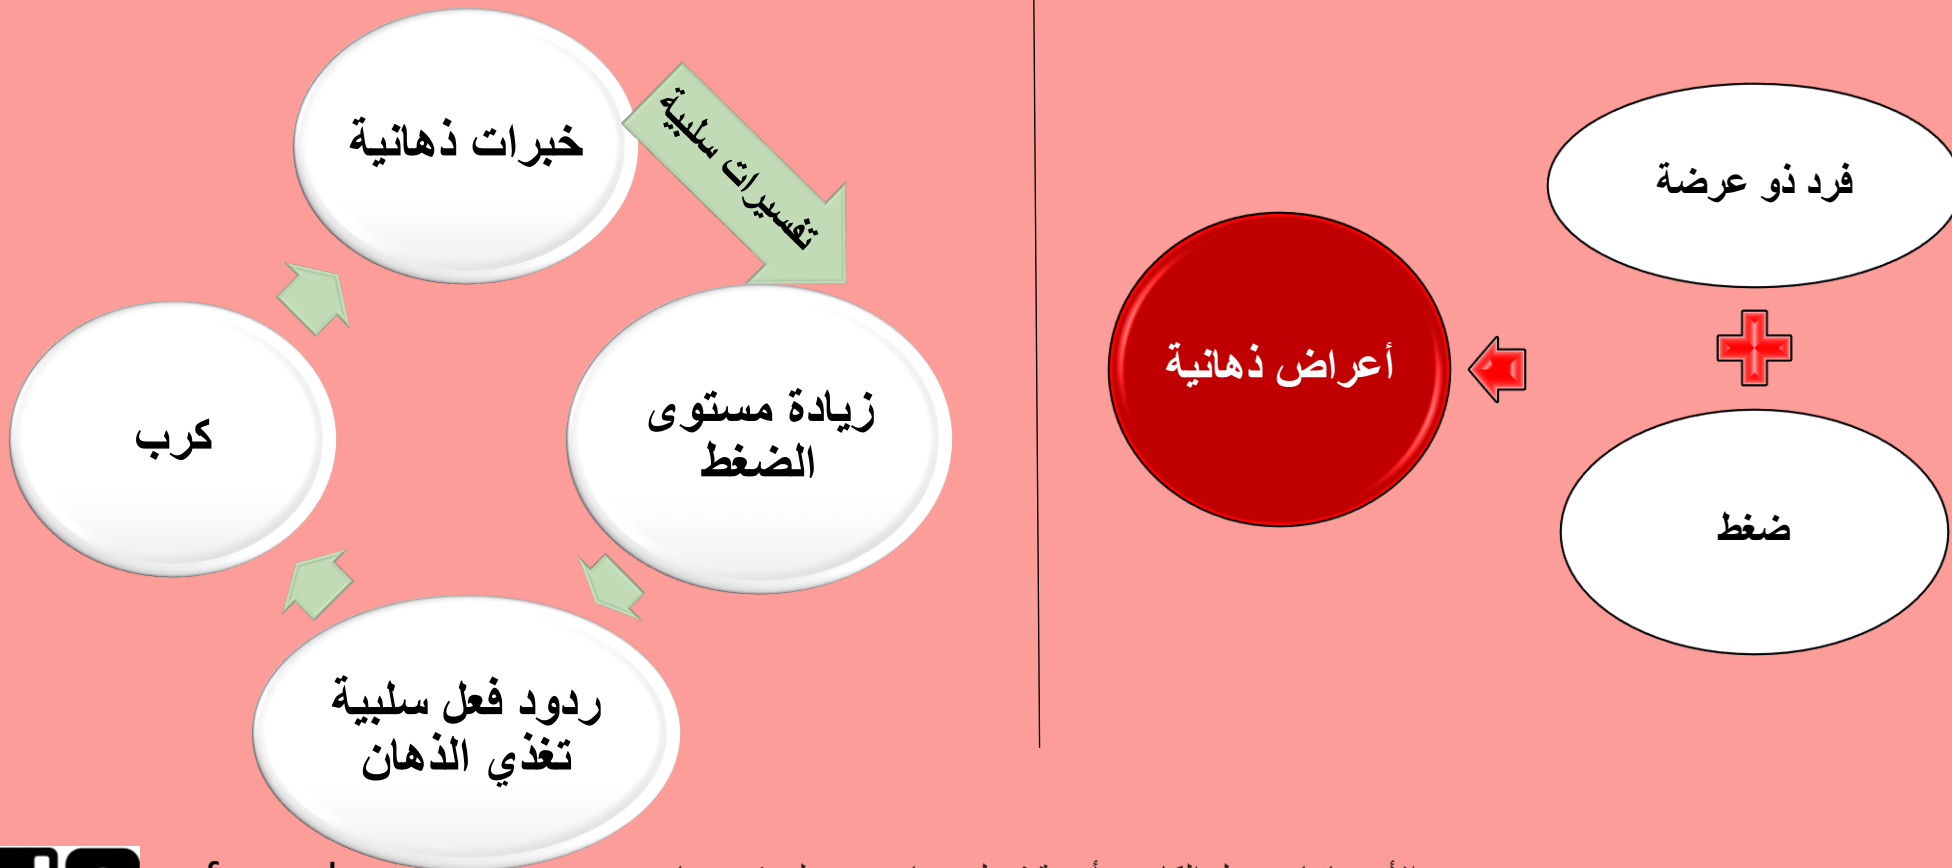 فرد ذو عرضة
ضغط
أعراض ذهانية
خبرات ذهانية
تفسيرات سلبية
زيادة مستوى
الضغط
ردود فعل سلبية
تغذي الذهان
كرب